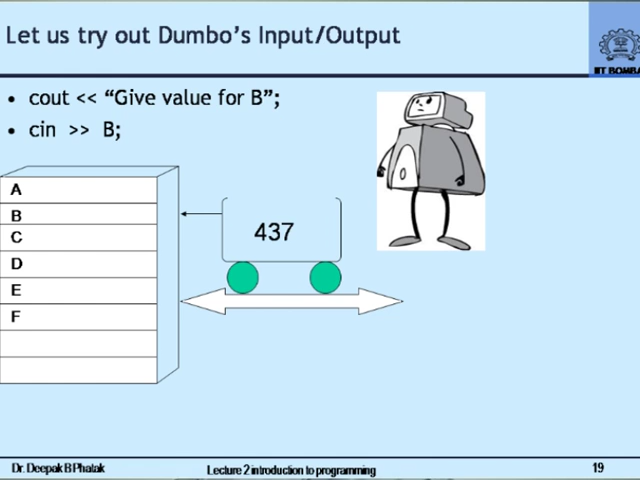 Let us try out Dumbo's Input/Output
• cout << "Give value for B";
• cin >> B;
A
B
C
D
E
F
437
IIT BOMBA
Dr. Deepak B Phatak
Lecture 2 introduction to programming
19